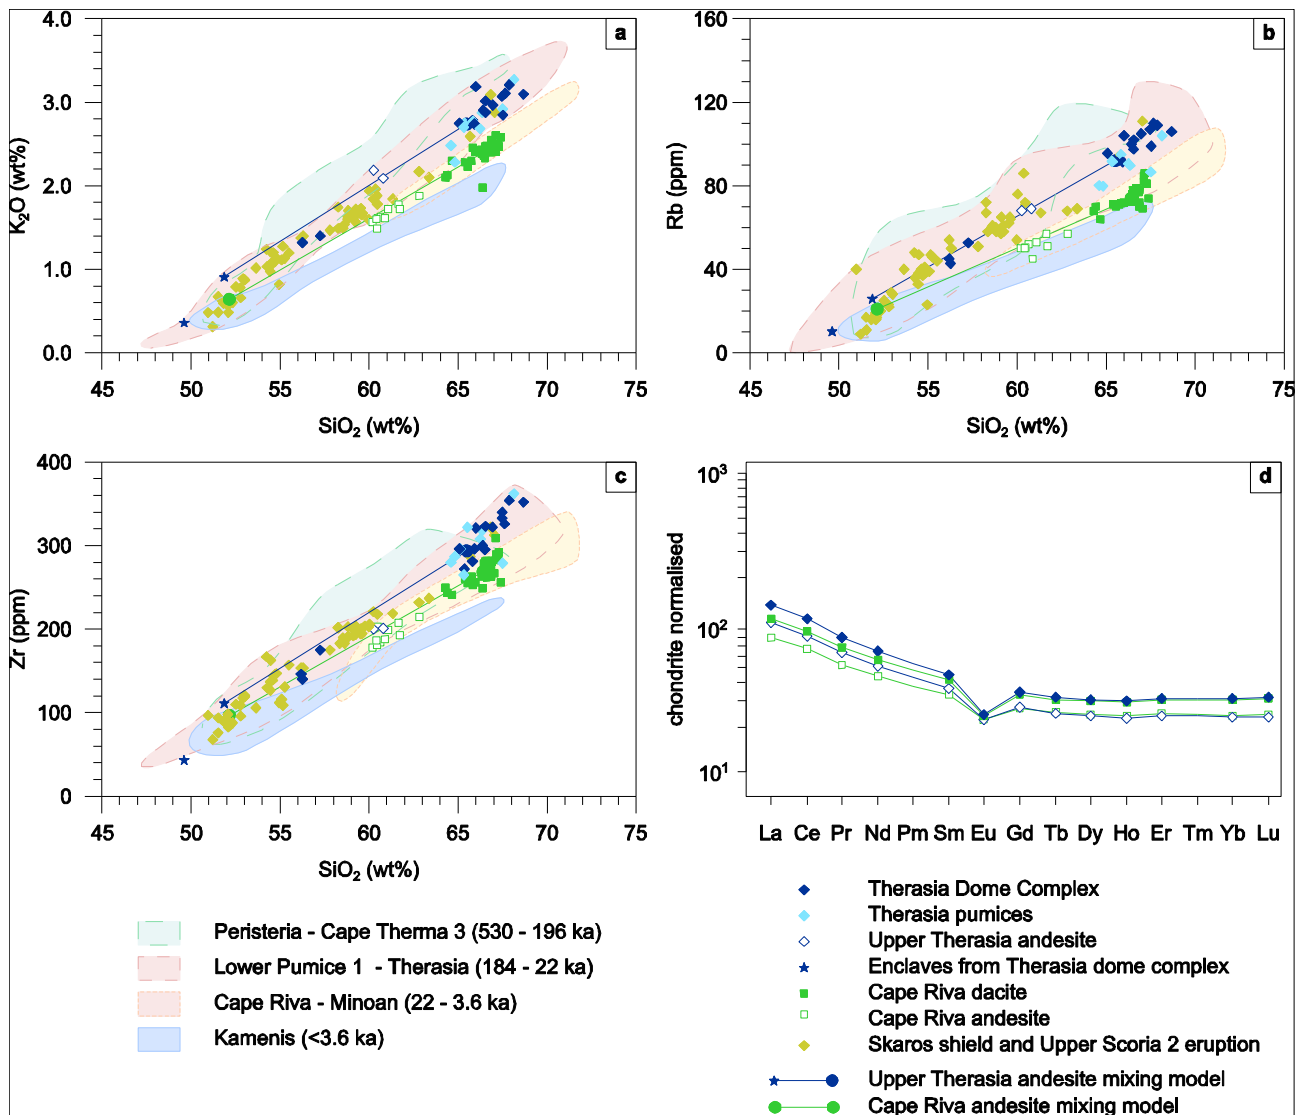 a
4.0
3.0
2.0
1.0
0.0
K2O (wt%)
45 50 55 60 65 70 75
SiO2 (wt%)
b
160
120
80
40
0
Rb (ppm)
45 50 55 60 65 70 75
SiO2 (wt%)
c
400
300
200
100
0
Zr (ppm)
45 50 55 60 65 70 75
SiO2 (wt%)
d
10^3
10^2
10^1
chondrite normalised
La Ce Pr Nd Pm Sm Eu Gd Tb Dy Ho Er Tm Yb Lu
Peristeria - Cape Therma 3 (530 - 196 ka)
Lower Pumice 1 - Therasia (184 - 22 ka)
Cape Riva - Minoan (22 - 3.6 ka)
Kamenis (<3.6 ka)
Therasia Dome Complex
Therasia pumices
Upper Therasia andesite
Enclaves from Therasia dome complex
Cape Riva dacite
Cape Riva andesite
Skaros shield and Upper Scoria 2 eruption
Upper Therasia andesite mixing model
Cape Riva andesite mixing model